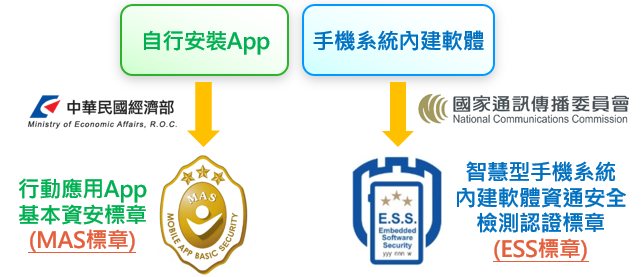 自行安裝App
手機系統內建軟體
中華民國經濟部
Ministry of Economic Affairs, R.O.C.
國家通訊傳播委員會
National Communications Commission
行動應用App
基本資安標章
(MAS標章)
MAS
MOBILE APP BASIC SECURITY
E.S.S.
Embedded
Software
Security
yyy nnn w
智慧型手機系統
內建軟體資通安全
檢測認證標章
(ESS標章)